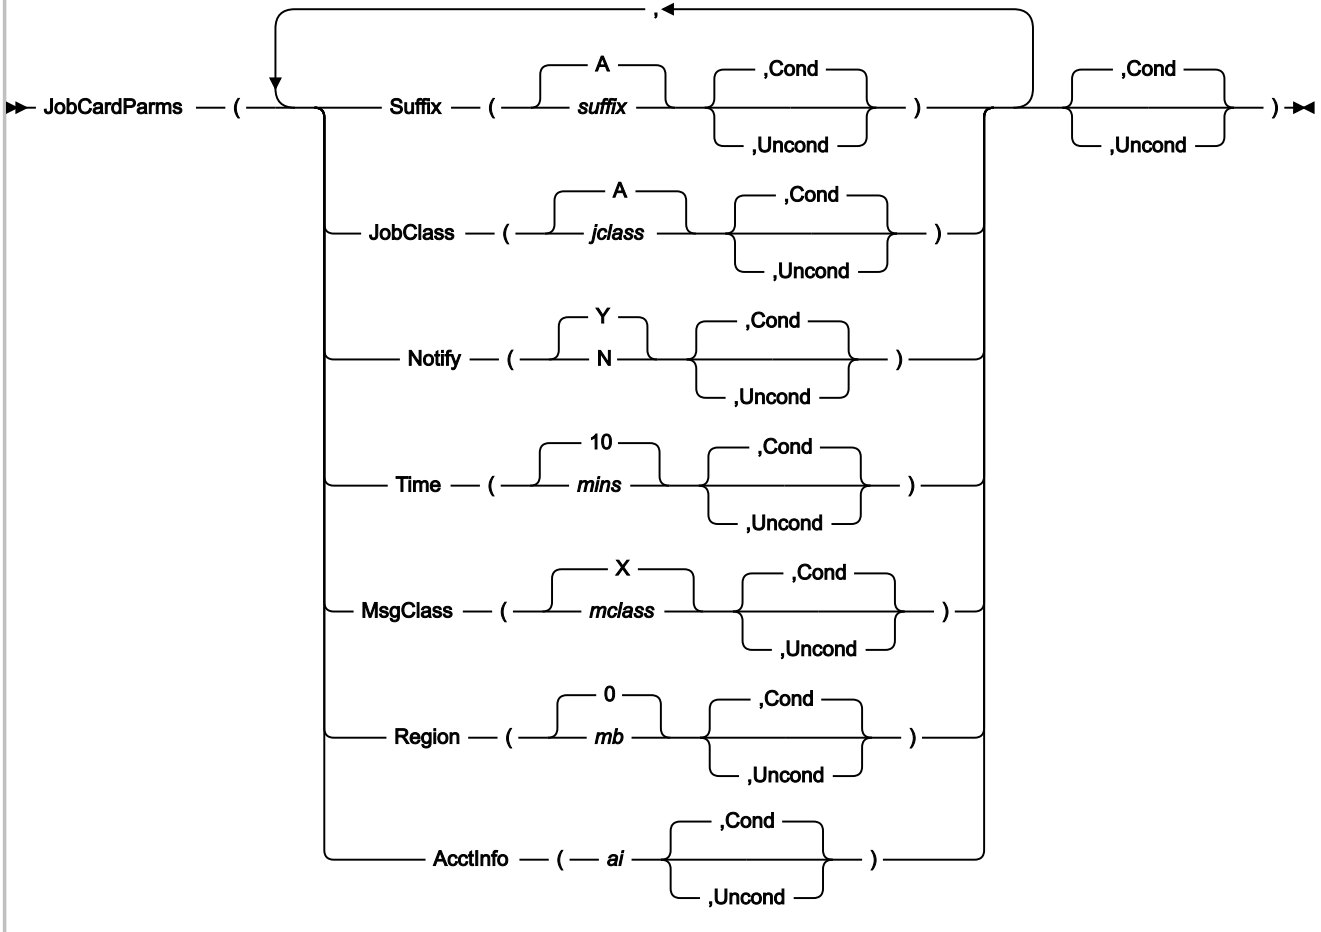 ,
A ,Cond ,Cond
JobCardParms ( Suffix ( suffix ) )
,Uncond ,Uncond
A ,Cond
JobClass ( jclass )
,Uncond
Y ,Cond
Notify ( N )
,Uncond
10 ,Cond
Time ( mins )
,Uncond
X ,Cond
MsgClass ( mclass )
,Uncond
0 ,Cond
Region ( mb )
,Uncond
,Cond
AcctInfo ( ai )
,Uncond